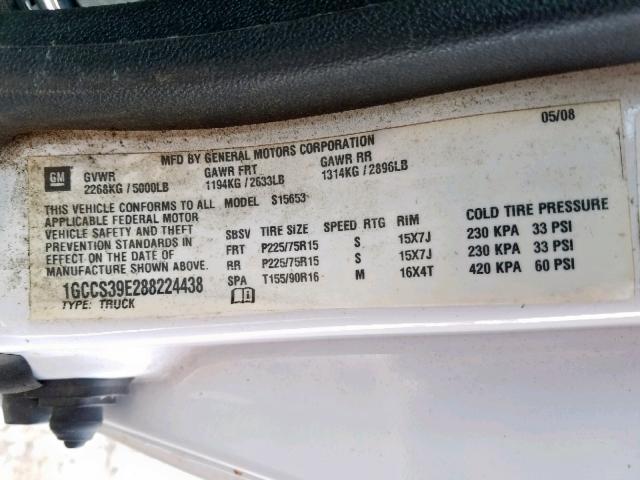 05/08
MFD BY GENERAL MOTORS CORPORATION
GM GVWR GAWR FRT GAWR RR
2268KG / 5000LB 1194KG / 2633LB 1314KG / 2896LB
THIS VEHICLE CONFORMS TO ALL
APPLICABLE FEDERAL MOTOR
VEHICLE SAFETY AND THEFT
PREVENTION STANDARDS IN
EFFECT ON THE DATE OF
MANUFACTURE SHOWN ABOVE.
1GCCS39E288224438
TYPE: TRUCK
MODEL S15653
SBSV TIRE SIZE SPEED RTG RIM COLD TIRE PRESSURE
FRT P225/75R15 S 15X7J 230 KPA 33 PSI
RR P225/75R15 S 15X7J 230 KPA 33 PSI
SPA T155/90R16 M 16X4T 420 KPA 60 PSI